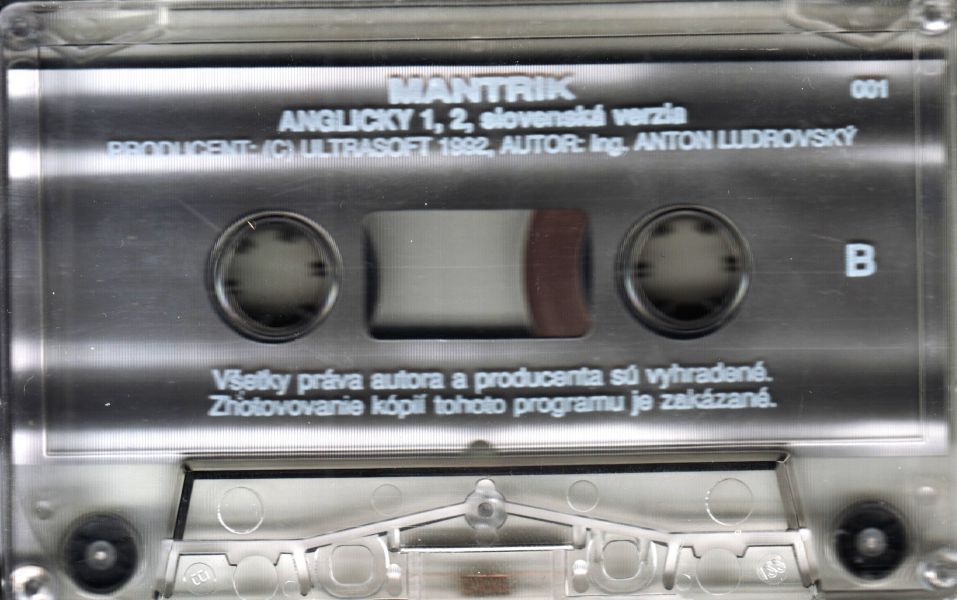 MANTRIK
001
ANGLICKY 1, 2, slovenská verzia
PRODUCENT: (C) ULTRASOFT 1992, AUTOR: Ing. ANTON LUDROVSKÝ
B
Všetky práva autora a producenta sú vyhradené.
Zhotovovanie kópií tohoto programu je zakázané.